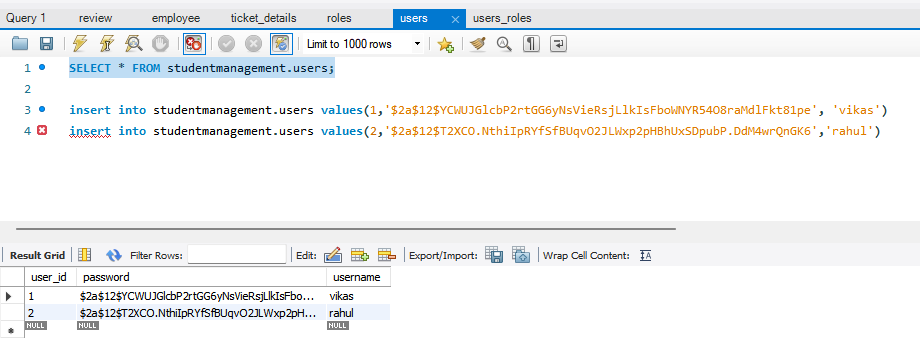 Query 1 review employee ticket_details roles users users_roles
Limit to 1000 rows
1 SELECT * FROM studentmanagement.users;
2
3 insert into studentmanagement.users values(1,'$2a$12$YCWUJGlcbP2rtGG6yNsVieRsjLlkIsFboWNYR54O8raMdlFkt81pe', 'vikas')
4 insert into studentmanagement.users values(2,'$2a$12$T2XCO.NthiIpRYfSfBUqvO2JLWxp2pHBhUxSDpubP.DdM4wrQnGK6','rahul')
Result Grid Filter Rows: Edit: Export/Import: Wrap Cell Content:
user_id password username
1 $2a$12$YCWUJGlcbP2rtGG6yNsVieRsjLlkIsFbo... vikas
2 $2a$12$T2XCO.NthiIpRYfSfBUqvO2JLWxp2pH... rahul
NULL NULL NULL